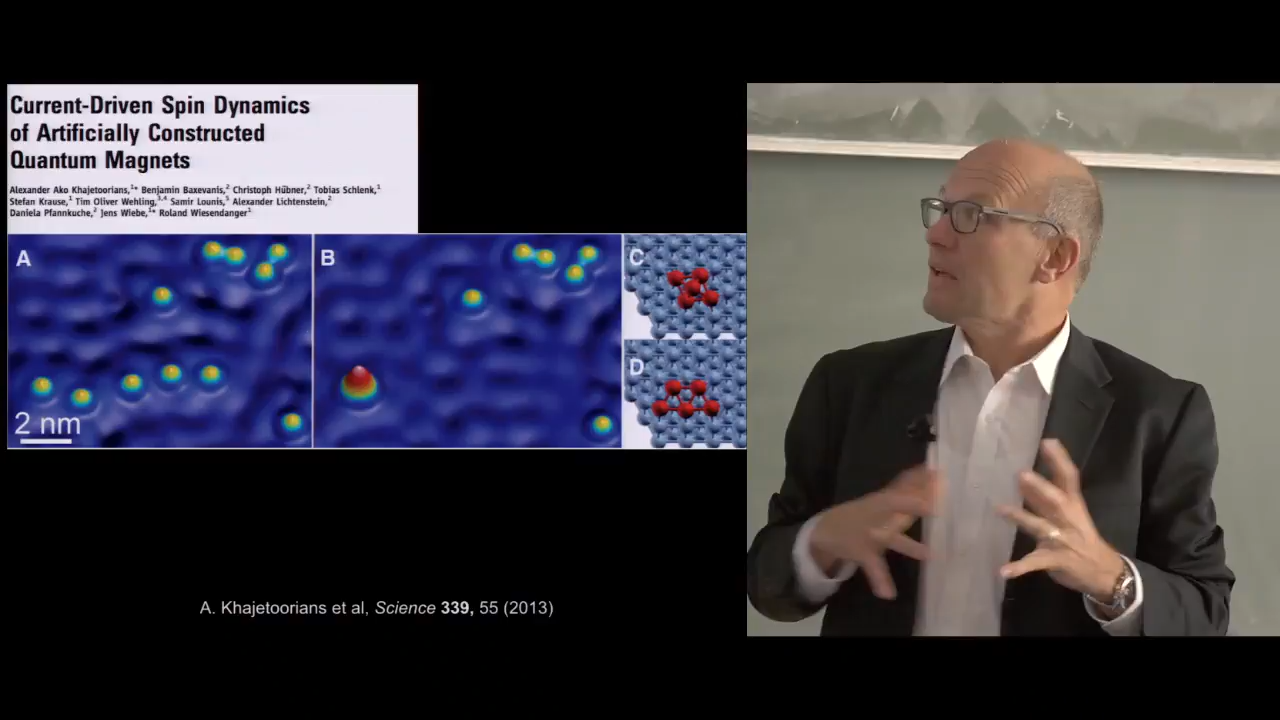 Current-Driven Spin Dynamics
of Artificially Constructed
Quantum Magnets
Alexander Ako Khajetoorians,¹* Benjamin Baxevanis,² Christoph Hübner,² Tobias Schlenk,¹
Stefan Krause,¹ Tim Oliver Wehling,³,⁴ Samir Lounis,⁵ Alexander Lichtenstein,²
Daniela Pfannkuche,² Jens Wiebe,¹* Roland Wiesendanger¹
A B C
D
2 nm
A. Khajetoorians et al, Science 339, 55 (2013)